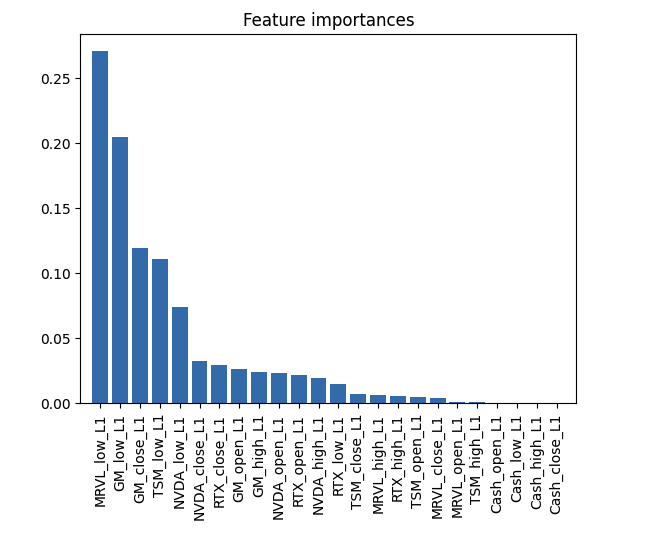 Feature importances
0.25
0.20
0.15
0.10
0.05
0.00
MRVL_low_L1
GM_low_L1
GM_close_L1
TSM_low_L1
NVDA_low_L1
NVDA_close_L1
RTX_close_L1
GM_open_L1
GM_high_L1
NVDA_open_L1
RTX_open_L1
NVDA_high_L1
RTX_low_L1
TSM_close_L1
MRVL_high_L1
RTX_high_L1
TSM_open_L1
MRVL_close_L1
MRVL_open_L1
TSM_high_L1
Cash_open_L1
Cash_low_L1
Cash_high_L1
Cash_close_L1